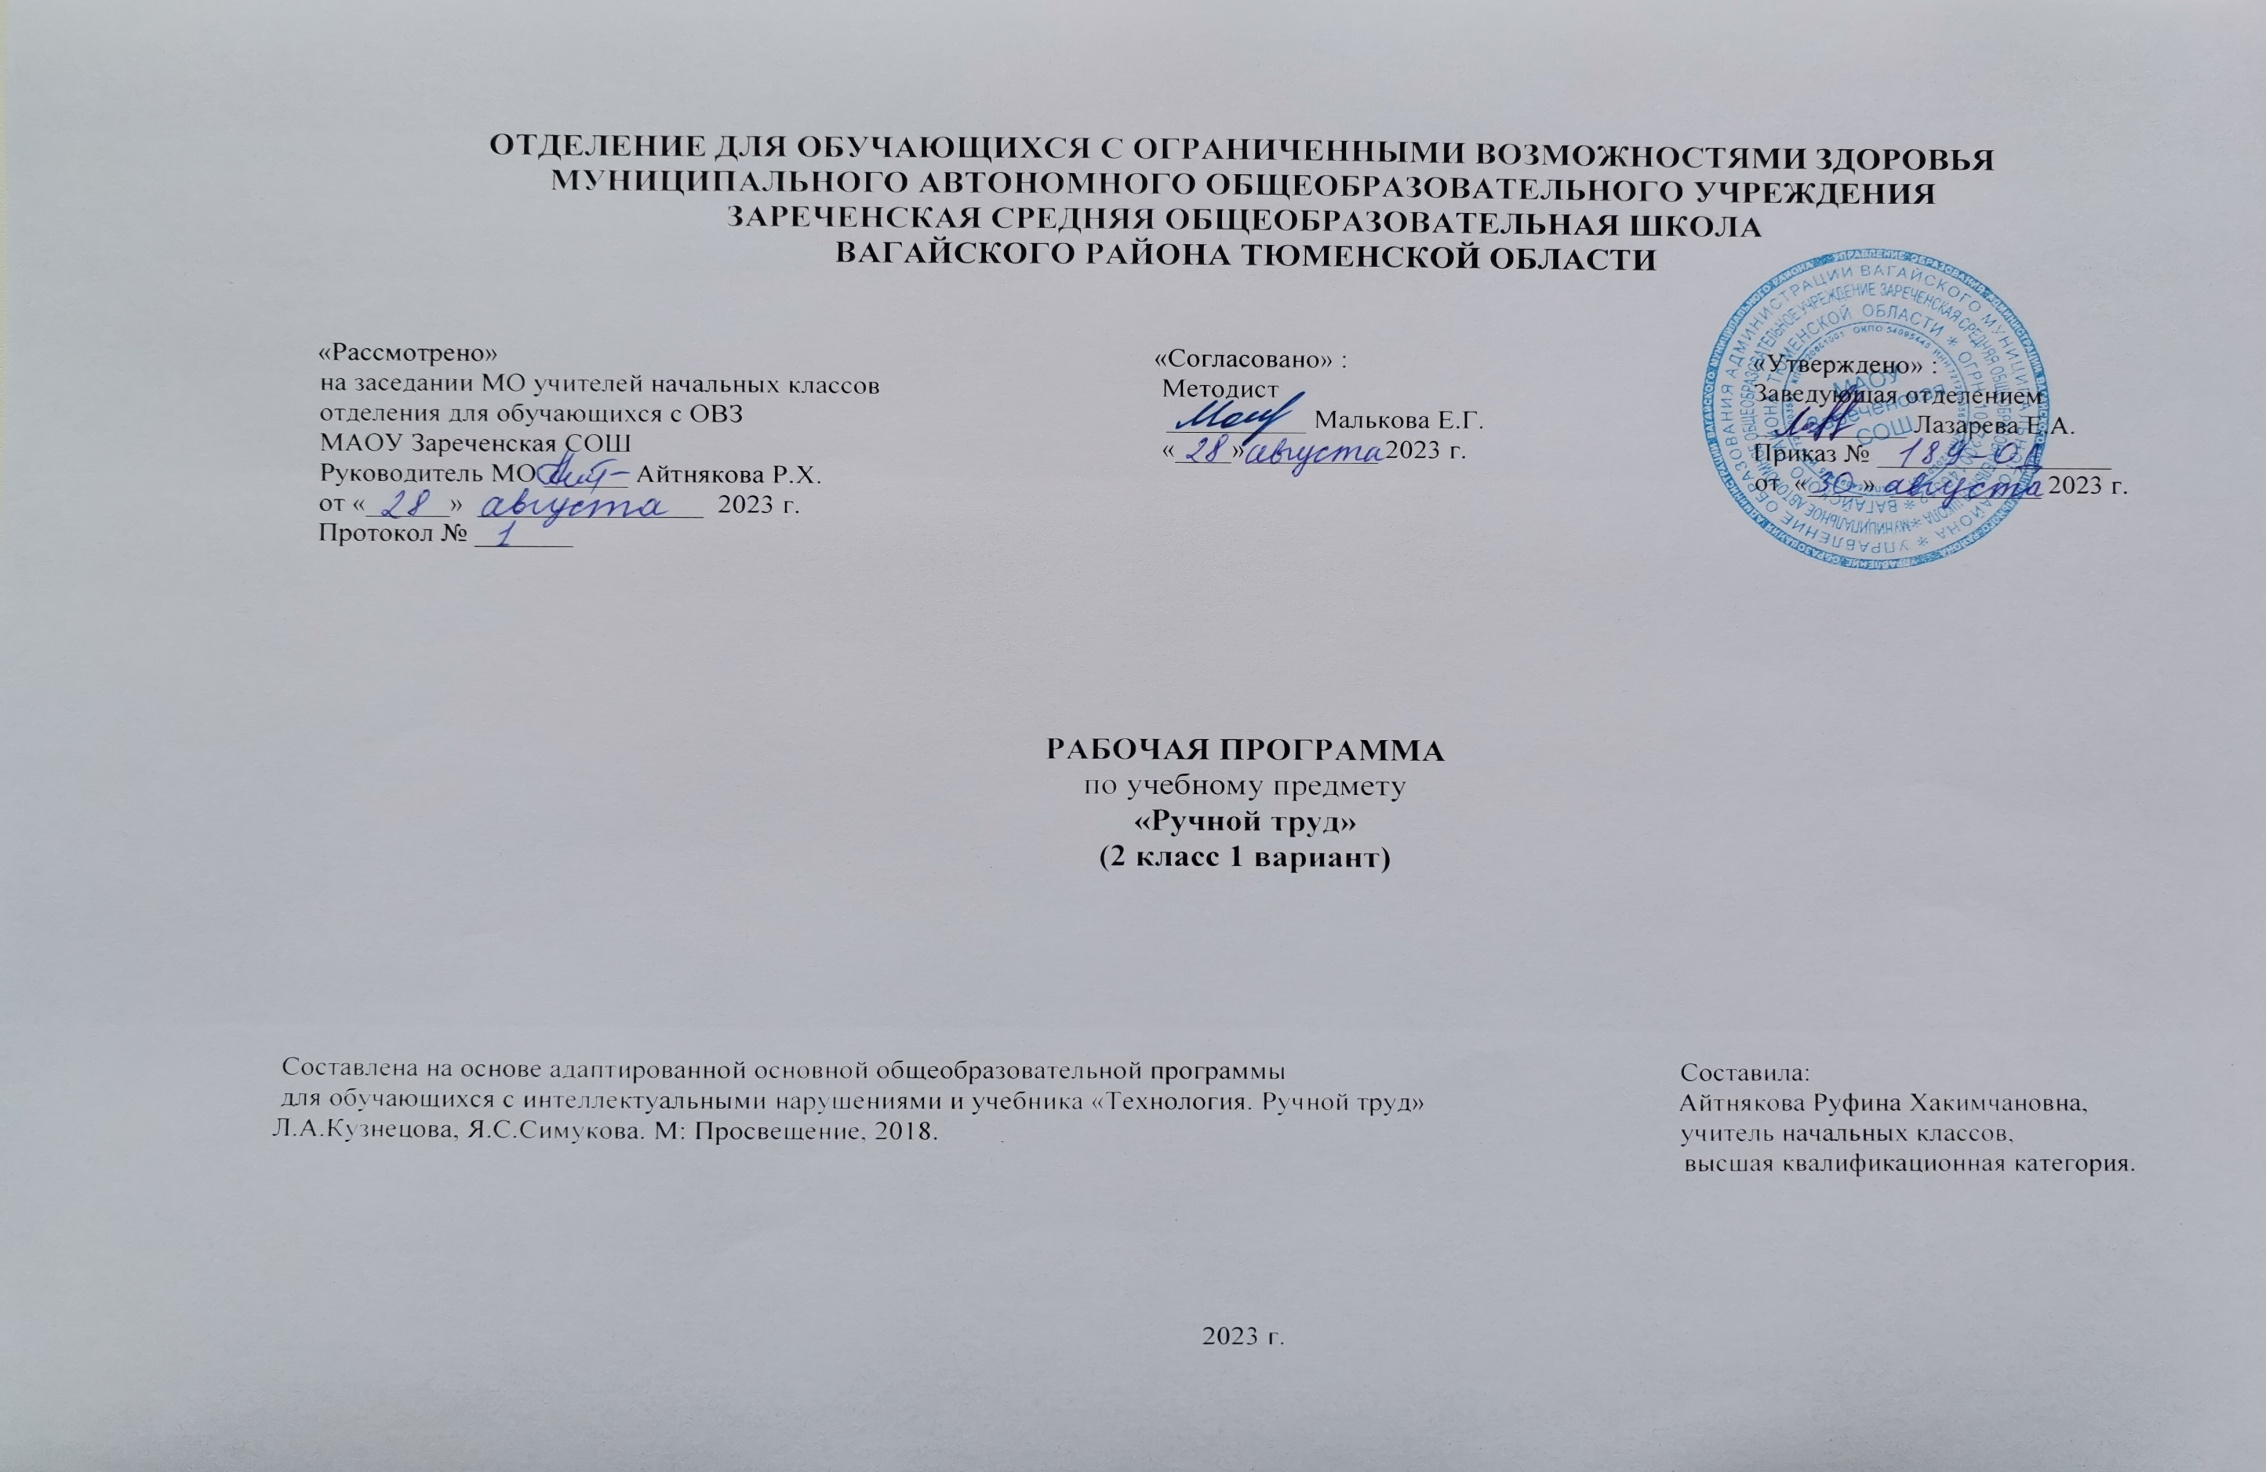 ОТДЕЛЕНИЕ ДЛЯ ОБУЧАЮЩИХСЯ С ОГРАНИЧЕННЫМИ ВОЗМОЖНОСТЯМИ ЗДОРОВЬЯ
МУНИЦИПАЛЬНОГО АВТОНОМНОГО ОБЩЕОБРАЗОВАТЕЛЬНОГО УЧРЕЖДЕНИЯ
ЗАРЕЧЕНСКАЯ СРЕДНЯЯ ОБЩЕОБРАЗОВАТЕЛЬНАЯ ШКОЛА
ВАГАЙСКОГО РАЙОНА ТЮМЕНСКОЙ ОБЛАСТИ
«Рассмотрено»
на заседании МО учителей начальных классов
отделения для обучающихся с ОВЗ
МАОУ Зареченская СОШ
Руководитель МО Айтнякова Р.Х.
от «28» августа 2023 г.
Протокол № 1
«Согласовано» :
Методист
Малькова Е.Г.
«28» августа 2023 г.
«Утверждено» :
Заведующая отделением
Лазарева Е.А.
Приказ № 189-ОД
от «30» августа 2023 г.
МАОУ
Зареченская
СОШ
РАБОЧАЯ ПРОГРАММА
по учебному предмету
«Ручной труд»
(2 класс 1 вариант)
Составлена на основе адаптированной основной общеобразовательной программы
для обучающихся с интеллектуальными нарушениями и учебника «Технология. Ручной труд»
Л.А.Кузнецова, Я.С.Симукова. М: Просвещение, 2018.
Составила:
Айтнякова Руфина Хакимчановна,
учитель начальных классов,
высшая квалификационная категория.
2023 г.